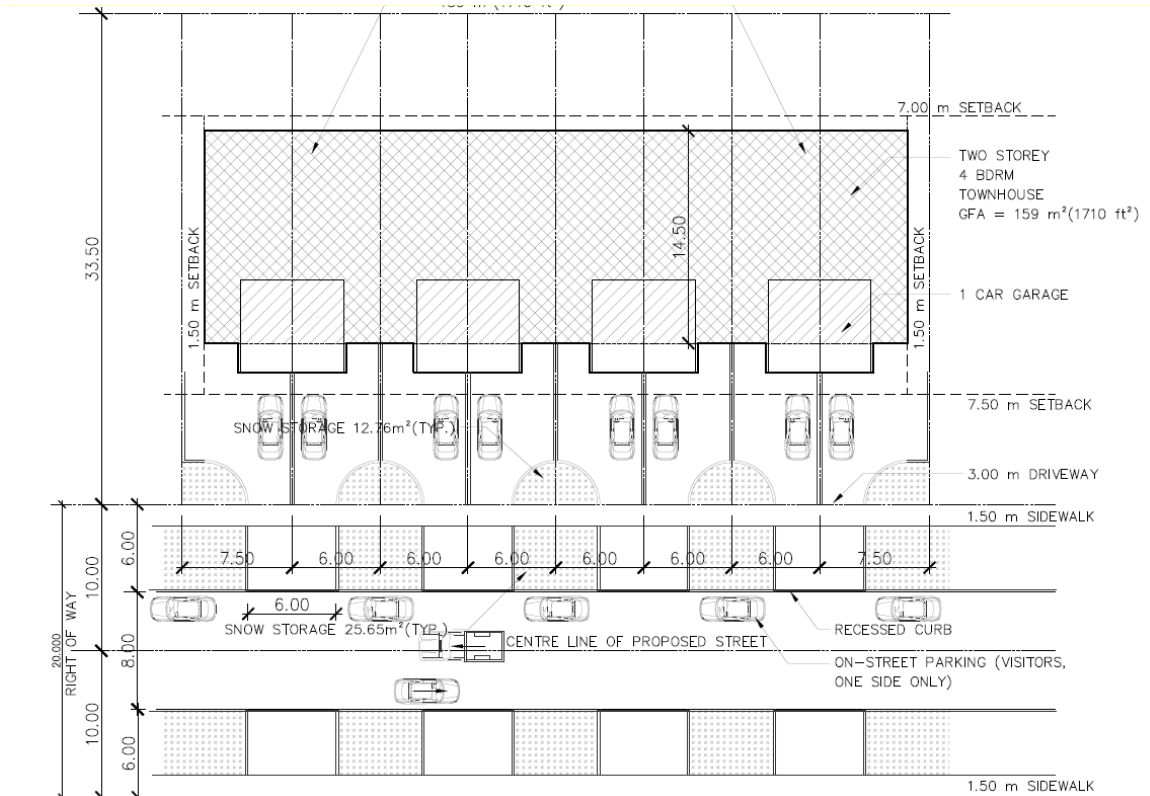 7.00 m SETBACK
TWO STOREY
4 BDRM
TOWNHOUSE
GFA = 159 m²(1710 ft²)
33.50
1.50 m SETBACK
14.50
1.50 m SETBACK
1 CAR GARAGE
7.50 m SETBACK
SNOW STORAGE 12.76m²(TYP.)
3.00 m DRIVEWAY
1.50 m SIDEWALK
7.50
6.00
6.00
6.00
6.00
6.00
6.00
7.50
6.00
10.00
20.000
RIGHT OF WAY
6.00
SNOW STORAGE 25.65m²(TYP.)
CENTRE LINE OF PROPOSED STREET
RECESSED CURB
8.00
ON-STREET PARKING (VISITORS,
ONE SIDE ONLY)
10.00
6.00
1.50 m SIDEWALK